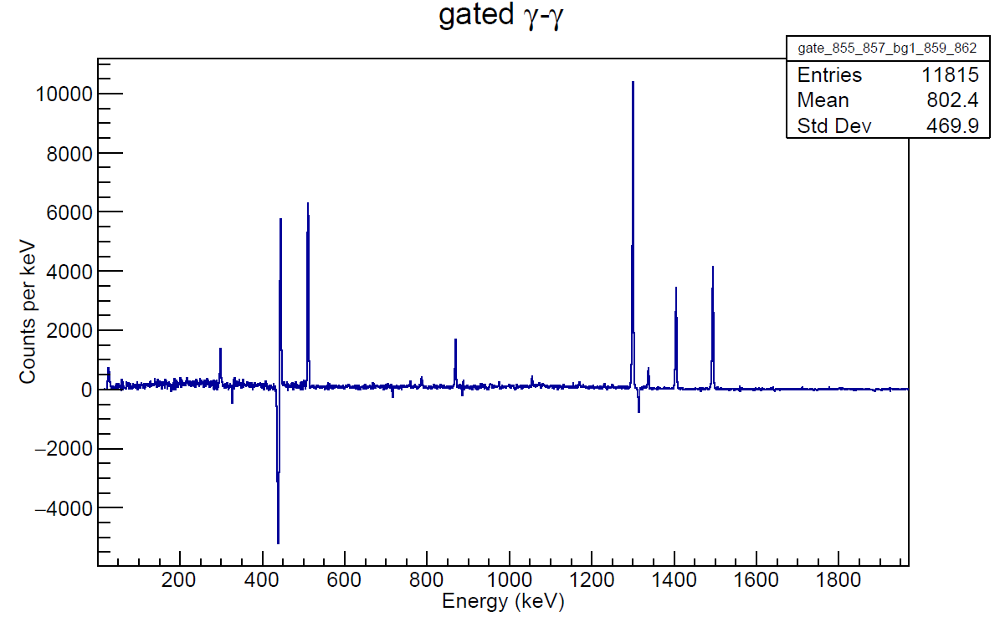 gated γ-γ
gate_855_857_bg1_859_862
Entries 11815
Mean 802.4
Std Dev 469.9
Counts per keV
10000
8000
6000
4000
2000
0
−2000
−4000
200 400 600 800 1000 1200 1400 1600 1800
Energy (keV)